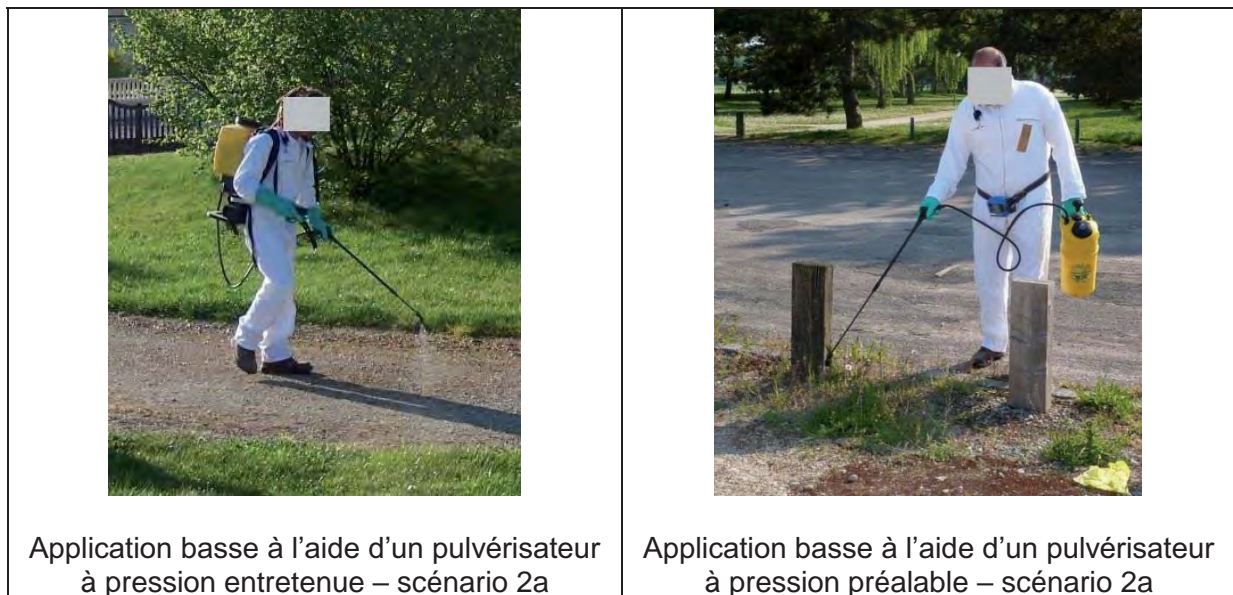 Application basse à l’aide d’un pulvérisateur
à pression entretenue – scénario 2a
Application basse à l’aide d’un pulvérisateur
à pression préalable – scénario 2a